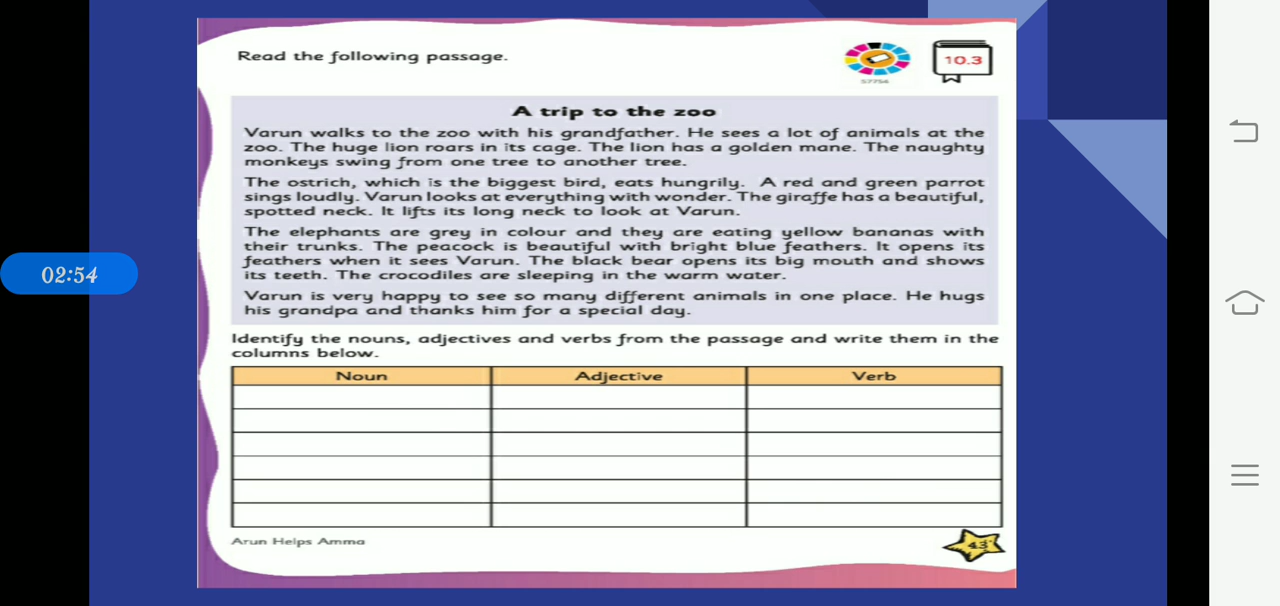 Read the following passage.
57756
10.3
A trip to the zoo
Varun walks to the zoo with his grandfather. He sees a lot of animals at the
zoo. The huge lion roars in its cage. The lion has a golden mane. The naughty
monkeys swing from one tree to another tree.
The ostrich, which is the biggest bird, eats hungrily. A red and green parrot
sings loudly. Varun looks at everything with wonder. The giraffe has a beautiful,
spotted neck. It lifts its long neck to look at Varun.
The elephants are grey in colour and they are eating yellow bananas with
their trunks. The peacock is beautiful with bright blue feathers. It opens its
feathers when it sees Varun. The black bear opens its big mouth and shows
its teeth. The crocodiles are sleeping in the warm water.
Varun is very happy to see so many different animals in one place. He hugs
his grandpa and thanks him for a special day.
02:54
Identify the nouns, adjectives and verbs from the passage and write them in the
columns below.
Noun Adjective Verb
Arun Helps Amma
43